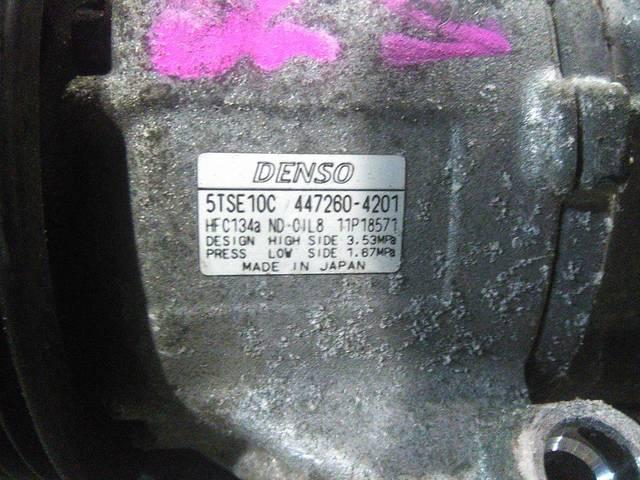 DENSO
5TSE10C 447260-4201
HFC134a ND-OIL8 11P18571
DESIGN HIGH SIDE 3.53MPa
PRESS LOW SIDE 1.67MPa
MADE IN JAPAN